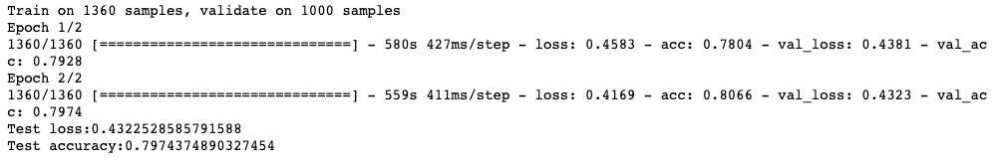 Train on 1360 samples, validate on 1000 samples
Epoch 1/2
1360/1360 [==============================] - 580s 427ms/step - loss: 0.4583 - acc: 0.7804 - val_loss: 0.4381 - val_ac
c: 0.7928
Epoch 2/2
1360/1360 [==============================] - 559s 411ms/step - loss: 0.4169 - acc: 0.8066 - val_loss: 0.4323 - val_ac
c: 0.7974
Test loss:0.4322528585791588
Test accuracy:0.7974374890327454